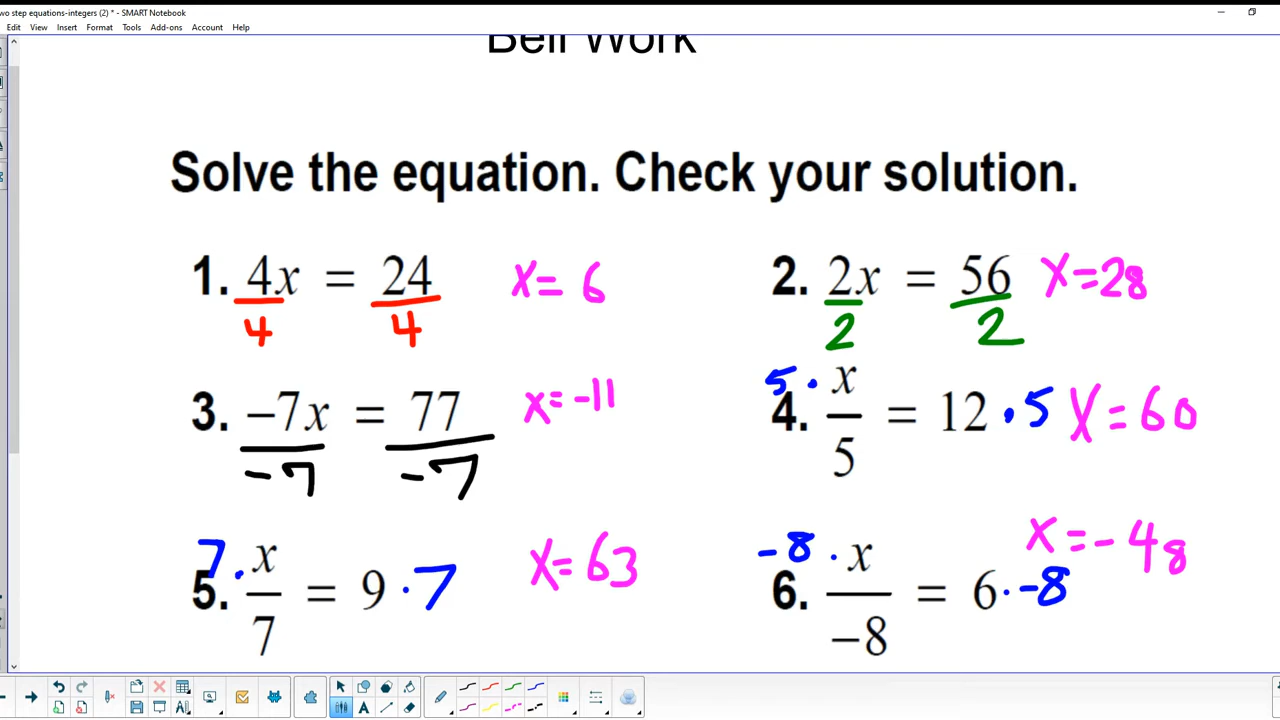 two step equations-integers (2) * - SMART Notebook
Edit View Insert Format Tools Add-ons Account Help
Bell Work
Solve the equation. Check your solution.
1. 4x = 24 x = 6 2. 2x = 56 x=28
4 4 2 2
3. -7x = 77 x= -11 4. 5 · x/5 = 12 · 5 x = 60
-7 -7
5. 7 · x/7 = 9 · 7 x= 63 6. -8 · x/-8 = 6 · -8 x = -48